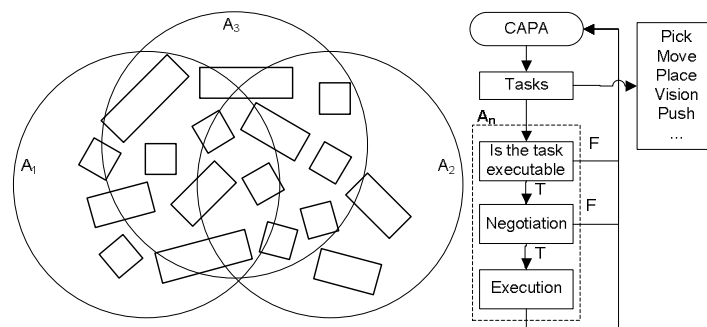 A3
A1
A2
CAPA
Tasks
Pick
Move
Place
Vision
Push
...
An
Is the task
executable
F
T
Negotiation
F
T
Execution